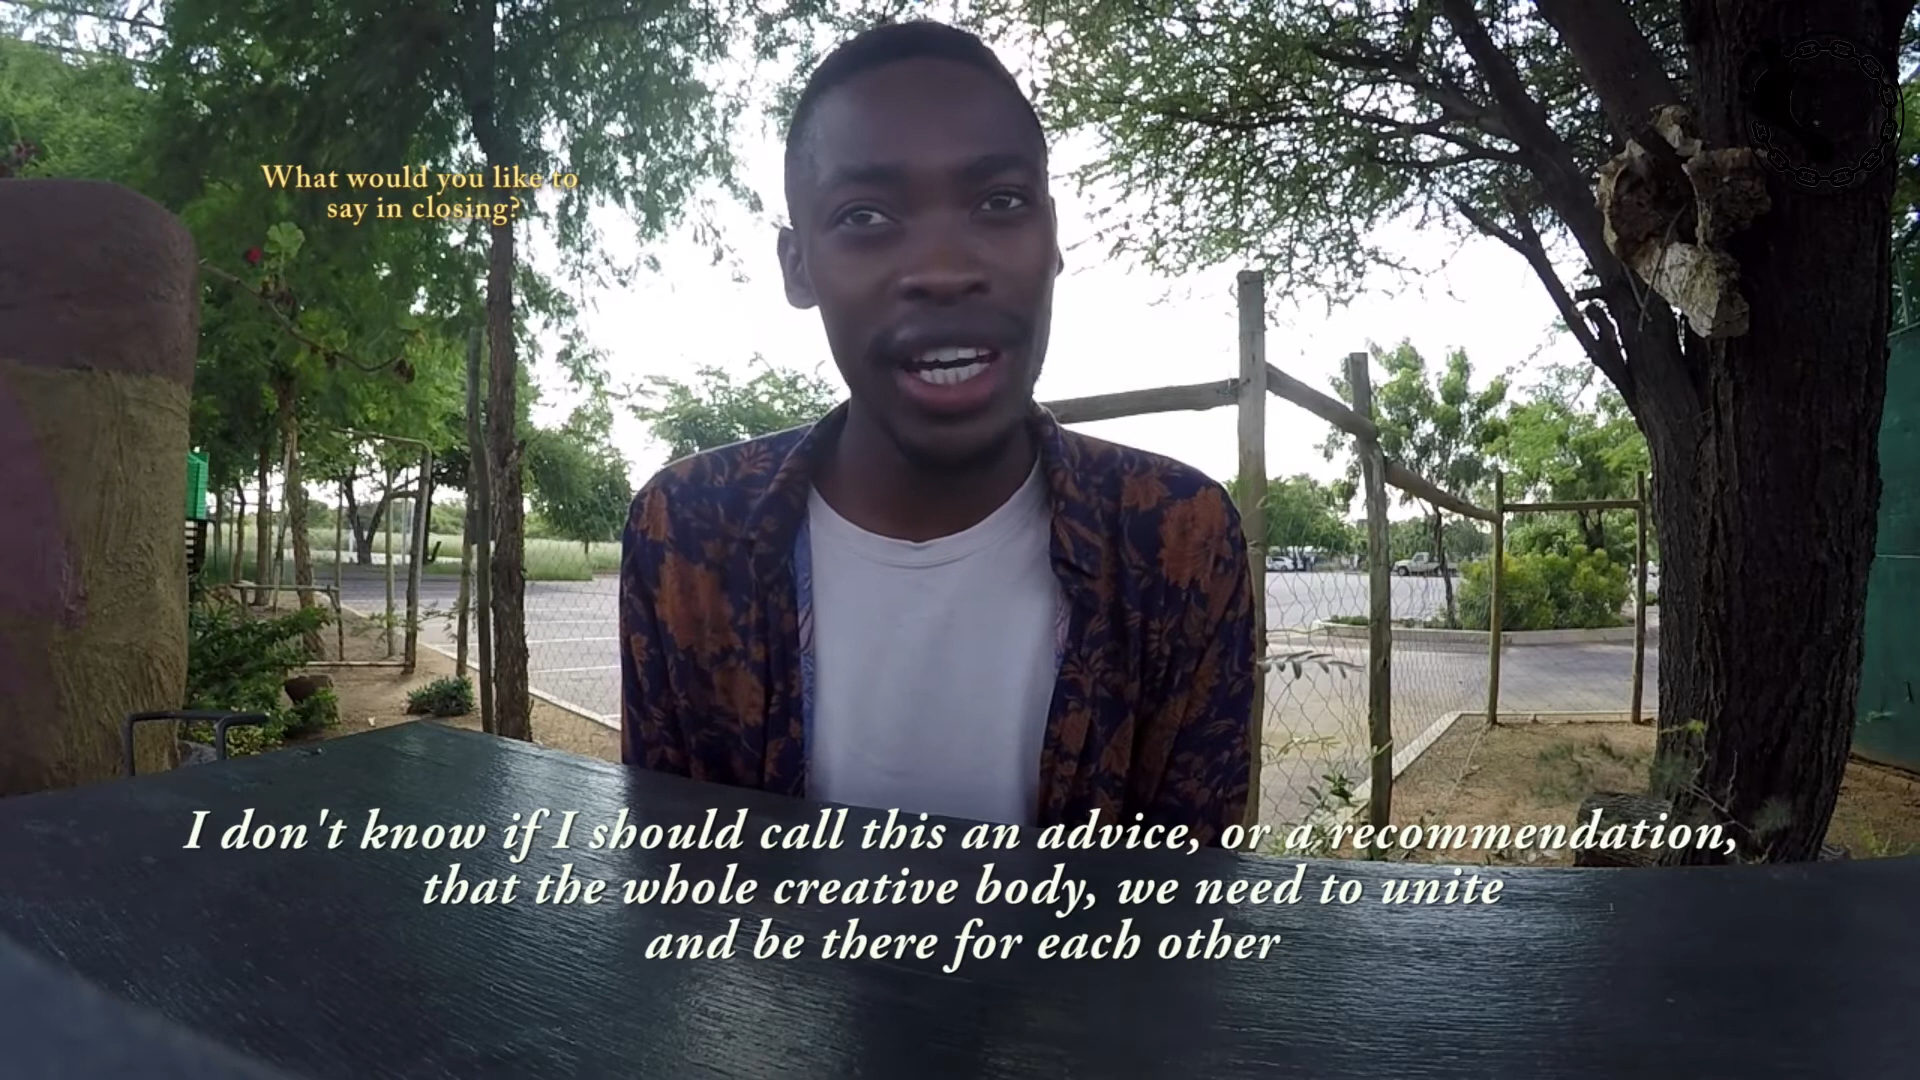 What would you like to
say in closing?
I don't know if I should call this an advice, or a recommendation,
that the whole creative body, we need to unite
and be there for each other